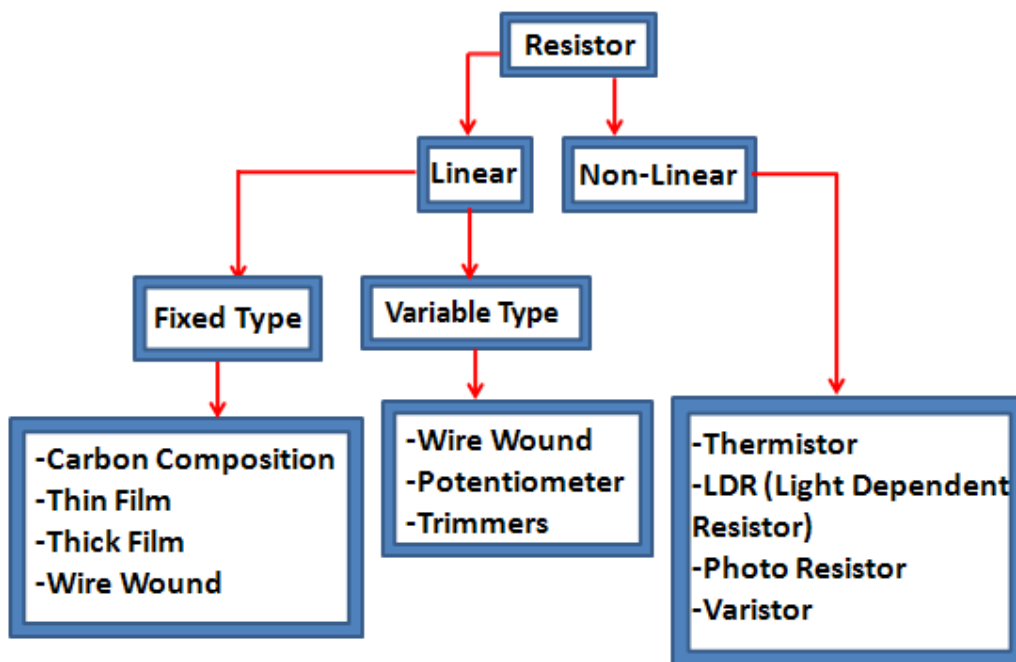 Resistor
Linear
Non-Linear
Fixed Type
Variable Type
-Carbon Composition
-Thin Film
-Thick Film
-Wire Wound
-Wire Wound
-Potentiometer
-Trimmers
-Thermistor
-LDR (Light Dependent
Resistor)
-Photo Resistor
-Varistor